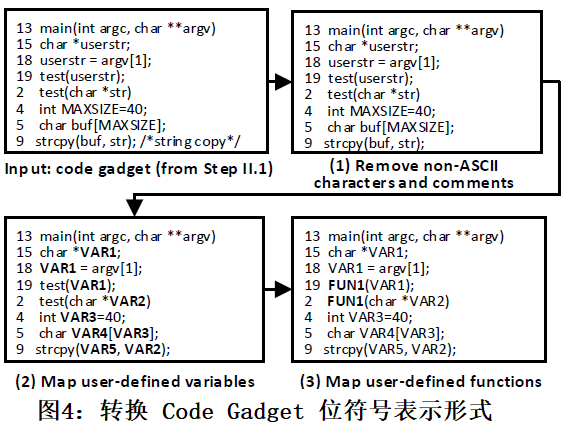 13 main(int argc, char **argv)
15 char *userstr;
18 userstr = argv[1];
19 test(userstr);
2 test(char *str)
4 int MAXSIZE=40;
5 char buf[MAXSIZE];
9 strcpy(buf, str); /*string copy*/
Input: code gadget (from Step II.1)
13 main(int argc, char **argv)
15 char *userstr;
18 userstr = argv[1];
19 test(userstr);
2 test(char *str)
4 int MAXSIZE=40;
5 char buf[MAXSIZE];
9 strcpy(buf, str);
(1) Remove non-ASCII
characters and comments
13 main(int argc, char **argv)
15 char *VAR1;
18 VAR1 = argv[1];
19 test(VAR1);
2 test(char *VAR2)
4 int VAR3=40;
5 char VAR4[VAR3];
9 strcpy(VAR5, VAR2);
(2) Map user-defined variables
13 main(int argc, char **argv)
15 char *VAR1;
18 VAR1 = argv[1];
19 FUN1(VAR1);
2 FUN1(char *VAR2)
4 int VAR3=40;
5 char VAR4[VAR3];
9 strcpy(VAR5, VAR2);
(3) Map user-defined functions
图4：转换 Code Gadget 位符号表示形式